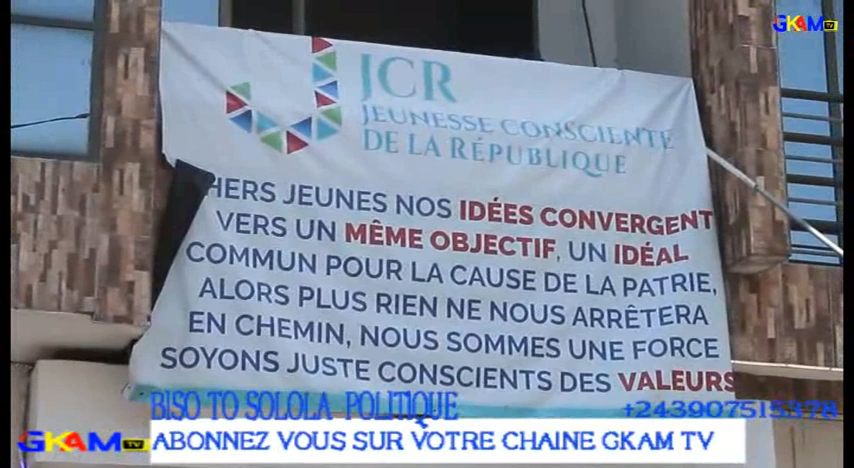 GKAM TV
JCR
JEUNESSE CONSCIENTE
DE LA RÉPUBLIQUE
HERS JEUNES NOS IDÉES CONVERGENT
VERS UN MÊME OBJECTIF, UN IDÉAL
COMMUN POUR LA CAUSE DE LA PATRIE,
ALORS PLUS RIEN NE NOUS ARRÊTERA
EN CHEMIN, NOUS SOMMES UNE FORCE
SOYONS JUSTE CONSCIENTS DES VALEURS
BISO TO SOLOLA POLITIQUE +243907515378
GKAM TV ABONNEZ VOUS SUR VOTRE CHAINE GKAM TV